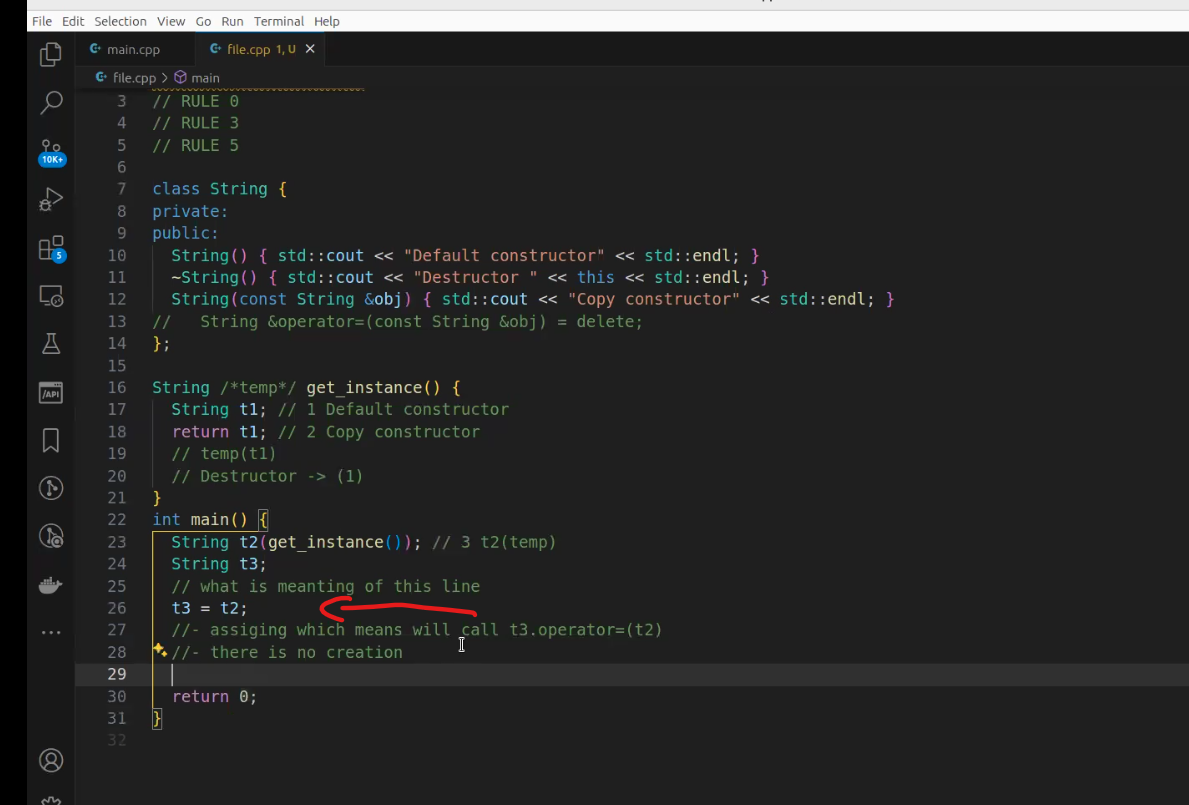 File Edit Selection View Go Run Terminal Help
main.cpp file.cpp 1, U
file.cpp > main
3 // RULE 0
4 // RULE 3
5 // RULE 5
6
7 class String {
8 private:
9 public:
10 String() { std::cout << "Default constructor" << std::endl; }
11 ~String() { std::cout << "Destructor " << this << std::endl; }
12 String(const String &obj) { std::cout << "Copy constructor" << std::endl; }
13 // String &operator=(const String &obj) = delete;
14 };
15
16 String /*temp*/ get_instance() {
17 String t1; // 1 Default constructor
18 return t1; // 2 Copy constructor
19 // temp(t1)
20 // Destructor -> (1)
21 }
22 int main() {
23 String t2(get_instance()); // 3 t2(temp)
24 String t3;
25 // what is meanting of this line
26 t3 = t2;
27 //- assiging which means will call t3.operator=(t2)
28 //- there is no creation
29
30 return 0;
31 }
32
10K+
5
/API